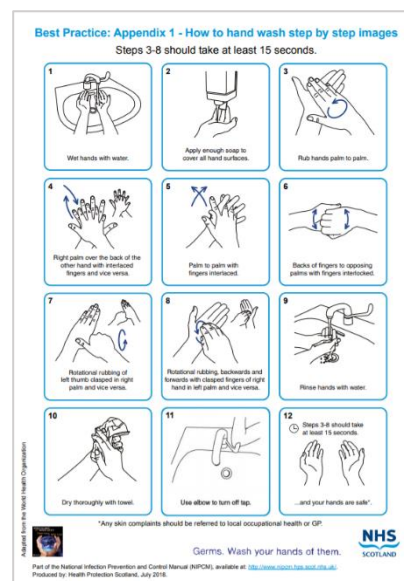 Best Practice: Appendix 1 - How to hand wash step by step images
Steps 3-8 should take at least 15 seconds.
1
Wet hands with water.
2
Apply enough soap to
cover all hand surfaces.
3
Rub hands palm to palm.
4
Right palm over the back of the
other hand with interlaced
fingers and vice versa.
5
Palm to palm with
fingers interlaced.
6
Backs of fingers to opposing
palms with fingers interlocked.
7
Rotational rubbing of
left thumb clasped in right
palm and vice versa.
8
Rotational rubbing, backwards and
forwards with clasped fingers of right
hand in left palm and vice versa.
9
Rinse hands with water.
10
Dry thoroughly with towel.
11
Use elbow to turn off tap.
12
Steps 3-8 should take
at least 15 seconds.
...and your hands are safe*.
*Any skin complaints should be referred to local occupational health or GP.
Adapted from the World Health Organization
Germs. Wash your hands of them.
NHS
SCOTLAND
Part of the National Infection Prevention and Control Manual (NIPCM), available at: http://www.nipcm.hps.scot.nhs.uk/.
Produced by: Health Protection Scotland, July 2018.